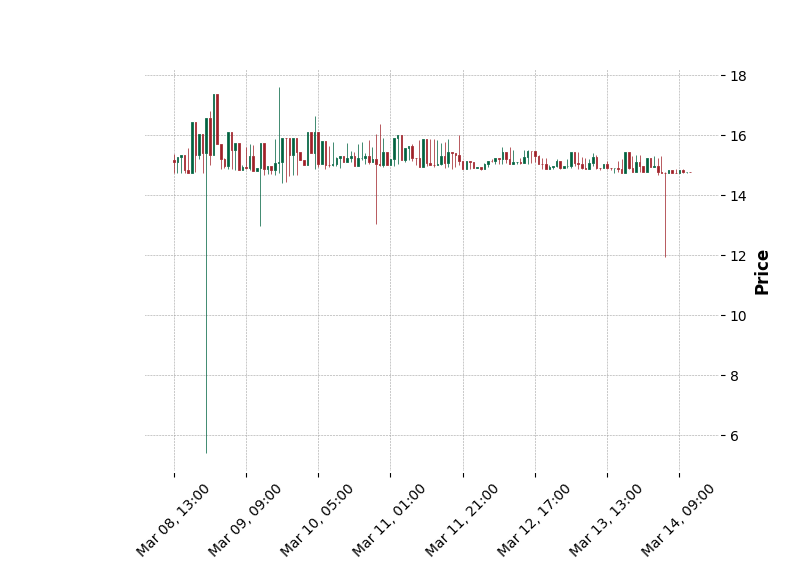 18
16
14
12
10
8
6
Price
Mar 08, 13:00
Mar 09, 09:00
Mar 10, 05:00
Mar 11, 01:00
Mar 11, 21:00
Mar 12, 17:00
Mar 13, 13:00
Mar 14, 09:00